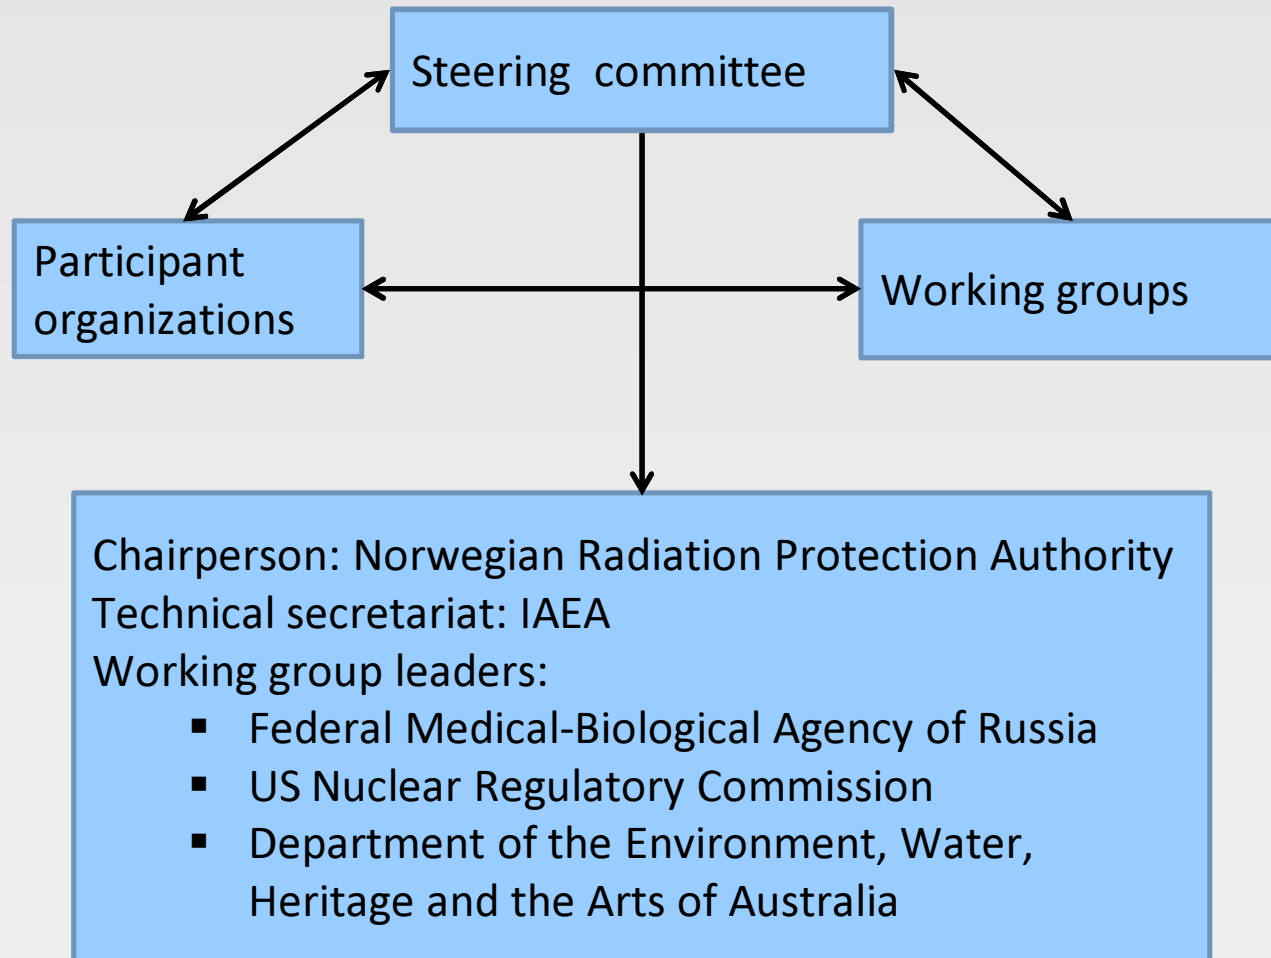 Steering committee
Participant
organizations
Working groups
Chairperson: Norwegian Radiation Protection Authority
Technical secretariat: IAEA
Working group leaders:
▪ Federal Medical-Biological Agency of Russia
▪ US Nuclear Regulatory Commission
▪ Department of the Environment, Water,
Heritage and the Arts of Australia